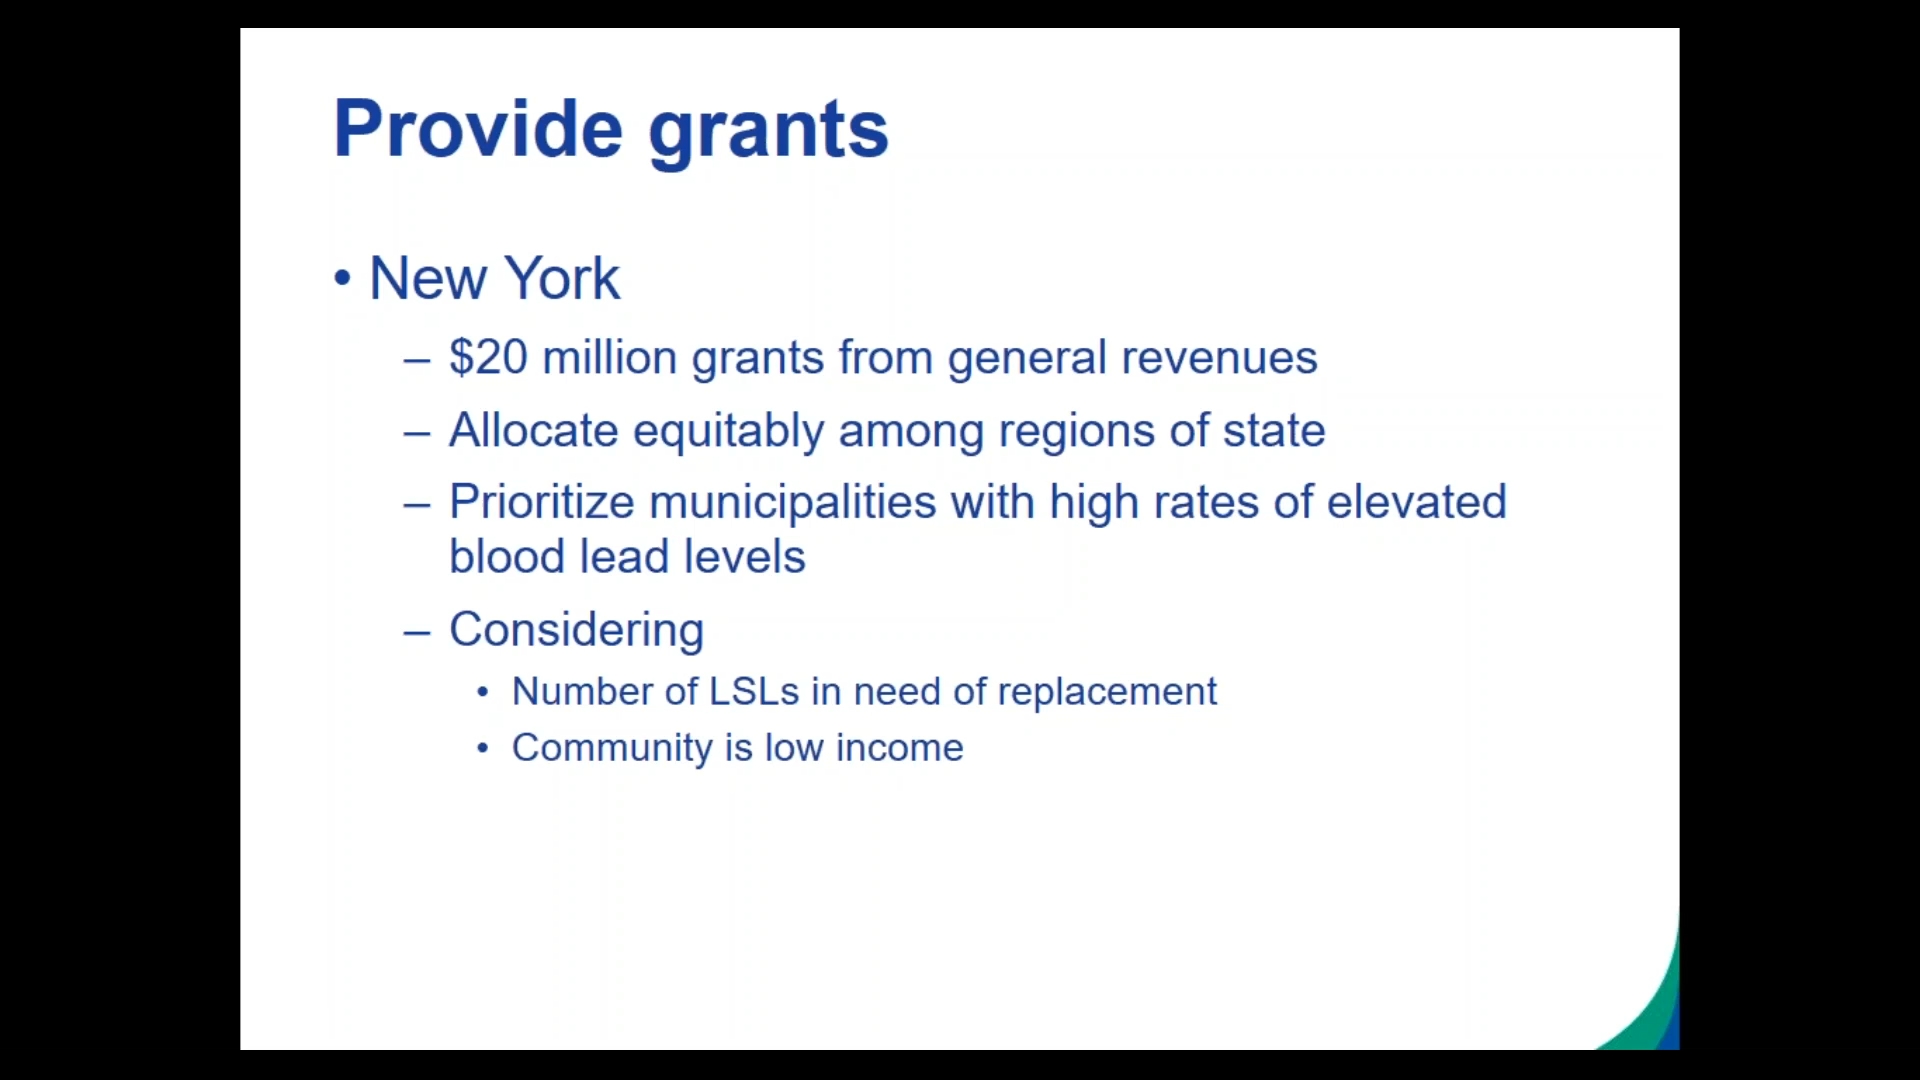 Provide grants
• New York
– $20 million grants from general revenues
– Allocate equitably among regions of state
– Prioritize municipalities with high rates of elevated
blood lead levels
– Considering
• Number of LSLs in need of replacement
• Community is low income